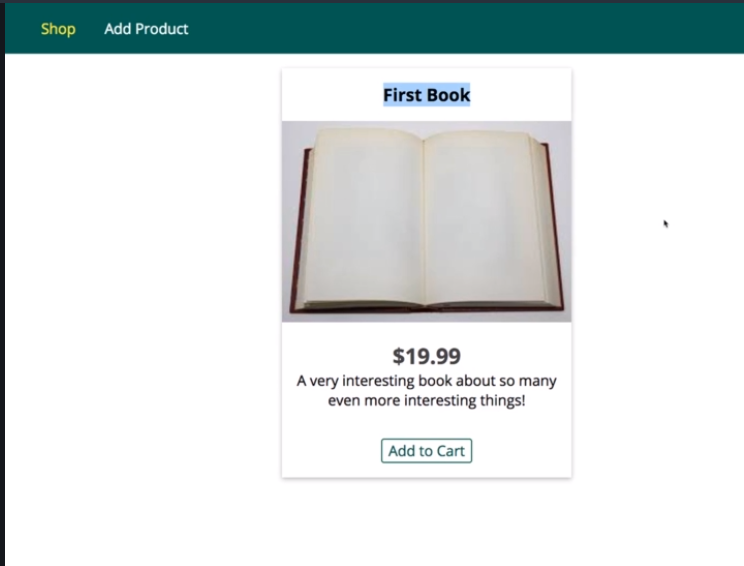 Shop Add Product
First Book
$19.99
A very interesting book about so many
even more interesting things!
Add to Cart